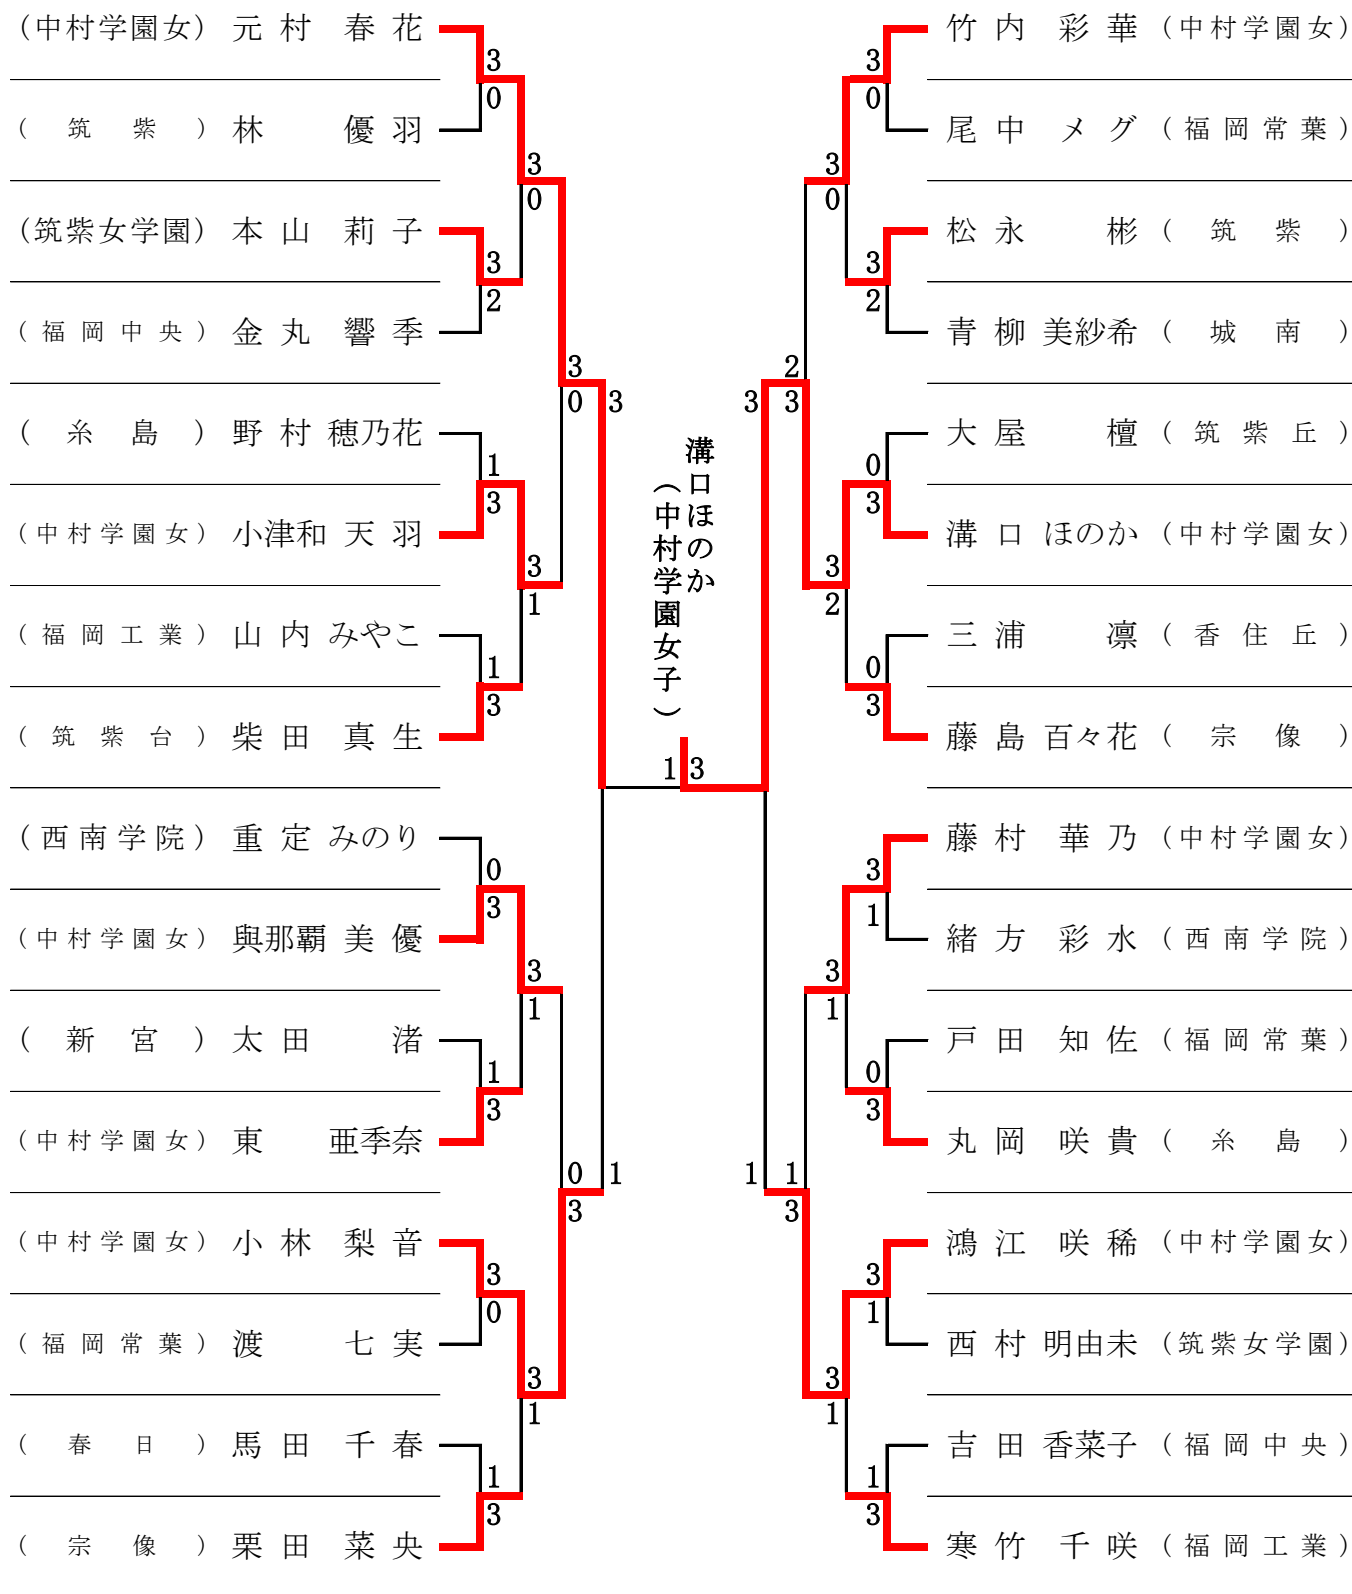 (中村学園女) 元村 春花
3
0
(筑紫) 林 優羽
3
0
(筑紫女学園) 本山 莉子
3
2
(福岡中央) 金丸 響季
3
0 3
(糸島) 野村 穂乃花
1
3
(中村学園女) 小津和 天羽
3
1
(福岡工業) 山内 みやこ
1
3
(筑紫台) 柴田 真生
(西南学院) 重定 みのり
0
3
(中村学園女) 與那覇 美優
3
1
(新宮) 太田 渚
1
3
(中村学園女) 東 亜季奈
0 1
3
(中村学園女) 小林 梨音
3
0
(福岡常葉) 渡 七実
3
1
(春日) 馬田 千春
1
3
(宗像) 栗田 菜央
溝口ほのか
(中村学園女子)
1 3
竹内 彩華 (中村学園女)
3
0
尾中 メグ (福岡常葉)
3
0
松永 彬 (筑紫)
3
2
青柳 美紗希 (城南)
2
3 3
大屋 檀 (筑紫丘)
0
3
溝口 ほのか (中村学園女)
3
2
三浦 凛 (香住丘)
0
3
藤島 百々花 (宗像)
藤村 華乃 (中村学園女)
3
1
緒方 彩水 (西南学院)
3
1
戸田 知佐 (福岡常葉)
0
3
丸岡 咲貴 (糸島)
1 1
3
鴻江 咲稀 (中村学園女)
3
1
西村 明由未 (筑紫女学園)
3
1
吉田 香菜子 (福岡中央)
1
3
寒竹 千咲 (福岡工業)